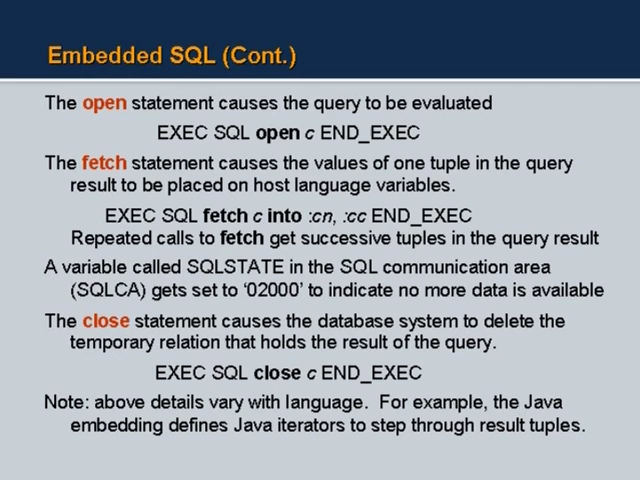 Embedded SQL (Cont.)
The open statement causes the query to be evaluated
EXEC SQL open c END_EXEC
The fetch statement causes the values of one tuple in the query
result to be placed on host language variables.
EXEC SQL fetch c into :cn, :cc END_EXEC
Repeated calls to fetch get successive tuples in the query result
A variable called SQLSTATE in the SQL communication area
(SQLCA) gets set to ‘02000’ to indicate no more data is available
The close statement causes the database system to delete the
temporary relation that holds the result of the query.
EXEC SQL close c END_EXEC
Note: above details vary with language.  For example, the Java
embedding defines Java iterators to step through result tuples.